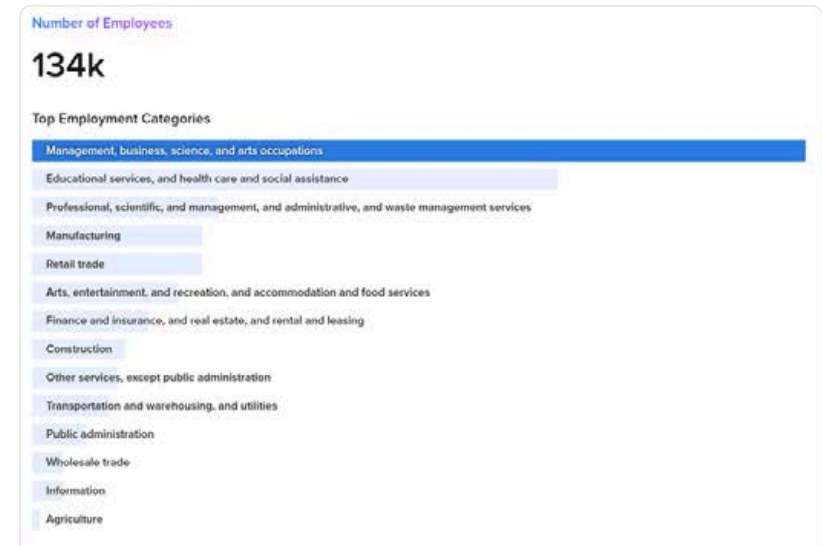 Number of Employees
134k
Top Employment Categories
Management, business, science, and arts occupations
Educational services, and health care and social assistance
Professional, scientific, and management, and administrative, and waste management services
Manufacturing
Retail trade
Arts, entertainment, and recreation, and accommodation and food services
Finance and insurance, and real estate, and rental and leasing
Construction
Other services, except public administration
Transportation and warehousing, and utilities
Public administration
Wholesale trade
Information
Agriculture